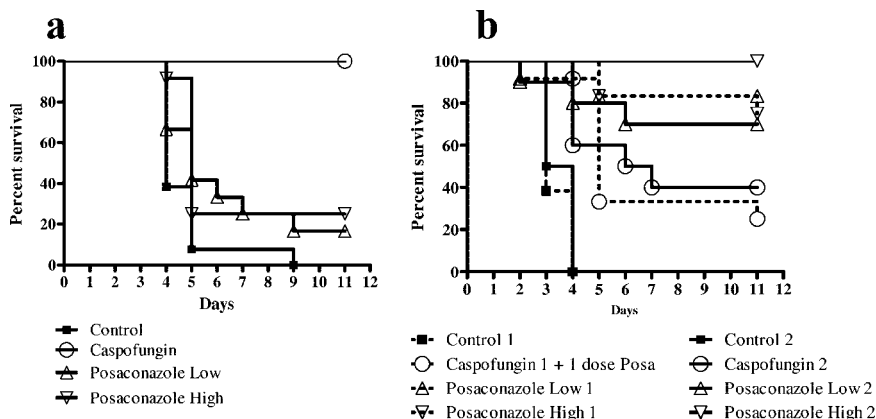 a
Percent survival
100
80
60
40
20
0
0 1 2 3 4 5 6 7 8 9 10 11 12
Days
Control
Caspofungin
Posaconazole Low
Posaconazole High
b
Percent survival
100
80
60
40
20
0
0 1 2 3 4 5 6 7 8 9 10 11 12
Days
Control 1
Caspofungin 1 + 1 dose Posa
Posaconazole Low 1
Posaconazole High 1
Control 2
Caspofungin 2
Posaconazole Low 2
Posaconazole High 2